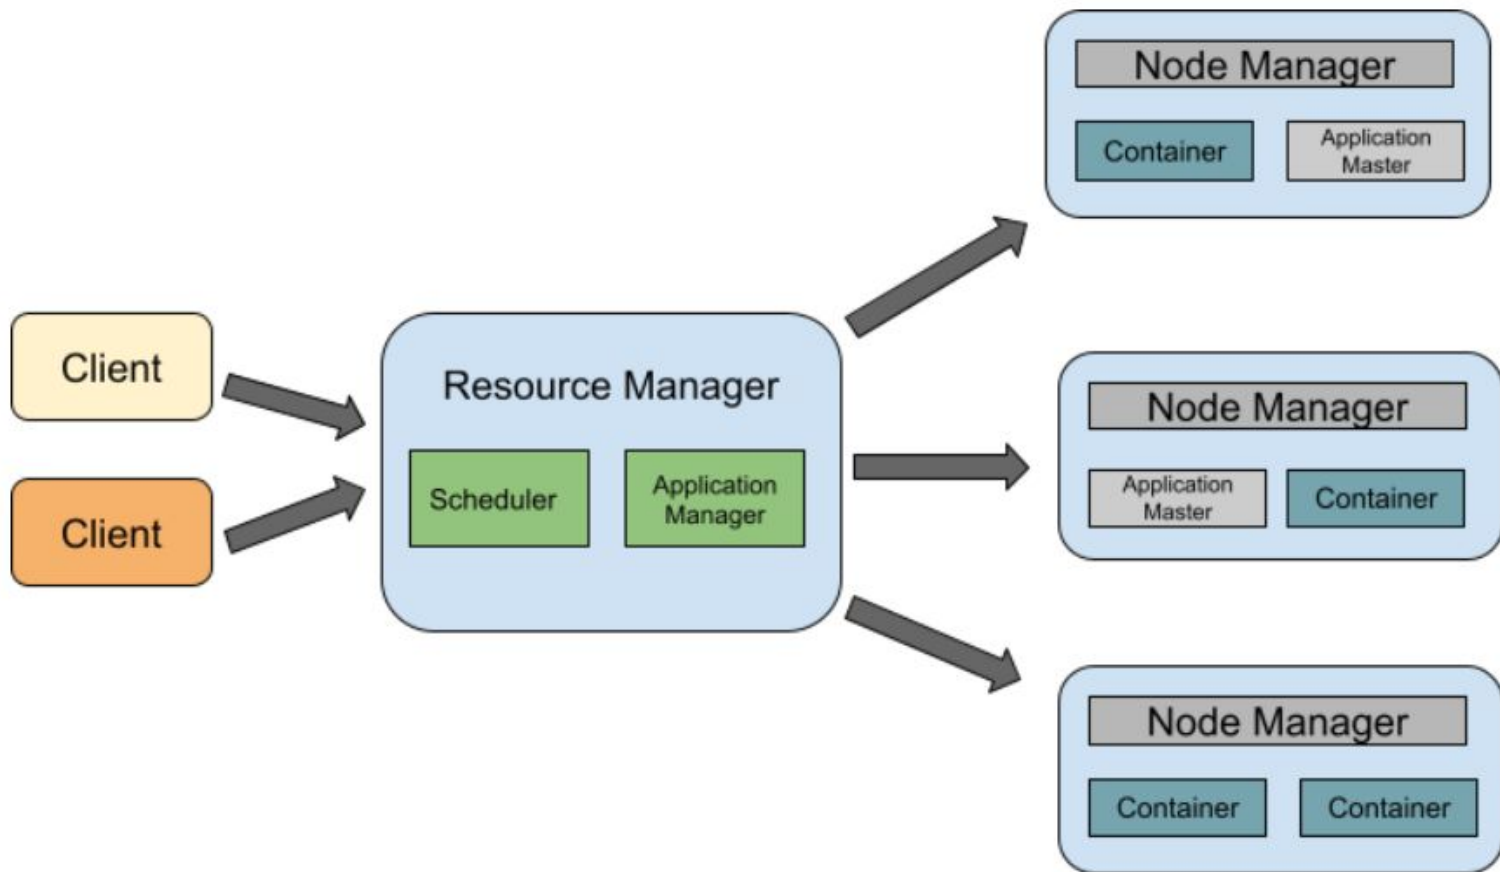 Client
Client
Resource Manager
Scheduler
Application
Manager
Node Manager
Container
Application
Master
Node Manager
Application
Master
Container
Node Manager
Container
Container